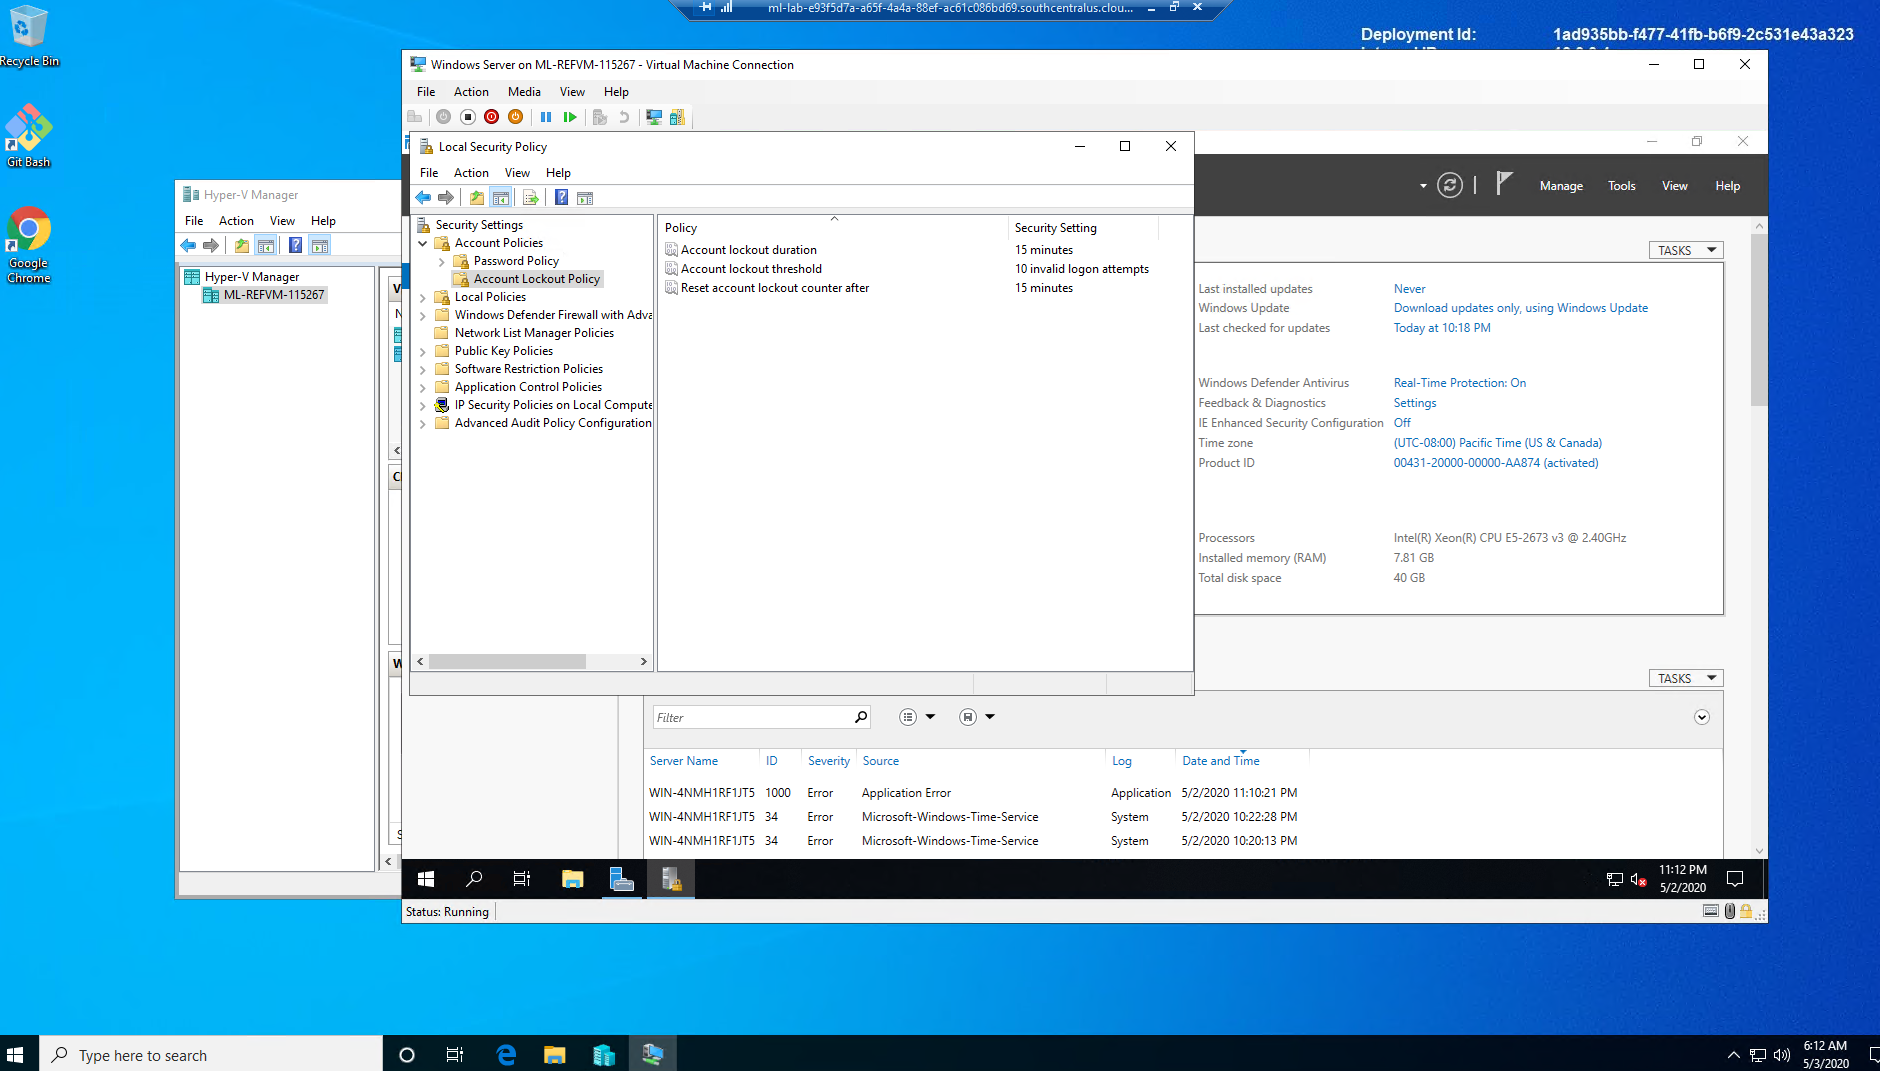 ml-lab-e93f5d7a-a65f-4a4a-88ef-ac61c086bd69.southcentralus.clou...
Deployment Id: 1ad935bb-f477-41fb-b6f9-2c531e43a323
Recycle Bin
Git Bash
Google
Chrome
Hyper-V Manager
File Action View Help
Hyper-V Manager
ML-REFVM-115267
Windows Server on ML-REFVM-115267 - Virtual Machine Connection
File Action Media View Help
Local Security Policy
File Action View Help
Security Settings
Account Policies
Password Policy
Account Lockout Policy
Local Policies
Windows Defender Firewall with Adva
Network List Manager Policies
Public Key Policies
Software Restriction Policies
Application Control Policies
IP Security Policies on Local Compute
Advanced Audit Policy Configuration
Policy Security Setting
Account lockout duration 15 minutes
Account lockout threshold 10 invalid logon attempts
Reset account lockout counter after 15 minutes
Manage Tools View Help
TASKS
Last installed updates Never
Windows Update Download updates only, using Windows Update
Last checked for updates Today at 10:18 PM
Windows Defender Antivirus Real-Time Protection: On
Feedback & Diagnostics Settings
IE Enhanced Security Configuration Off
Time zone (UTC-08:00) Pacific Time (US & Canada)
Product ID 00431-20000-00000-AA874 (activated)
Processors Intel(R) Xeon(R) CPU E5-2673 v3 @ 2.40GHz
Installed memory (RAM) 7.81 GB
Total disk space 40 GB
TASKS
Filter
Server Name ID Severity Source Log Date and Time
WIN-4NMH1RF1JT5 1000 Error Application Error Application 5/2/2020 11:10:21 PM
WIN-4NMH1RF1JT5 34 Error Microsoft-Windows-Time-Service System 5/2/2020 10:22:28 PM
WIN-4NMH1RF1JT5 34 Error Microsoft-Windows-Time-Service System 5/2/2020 10:20:13 PM
11:12 PM
5/2/2020
Status: Running
Type here to search
6:12 AM
5/3/2020